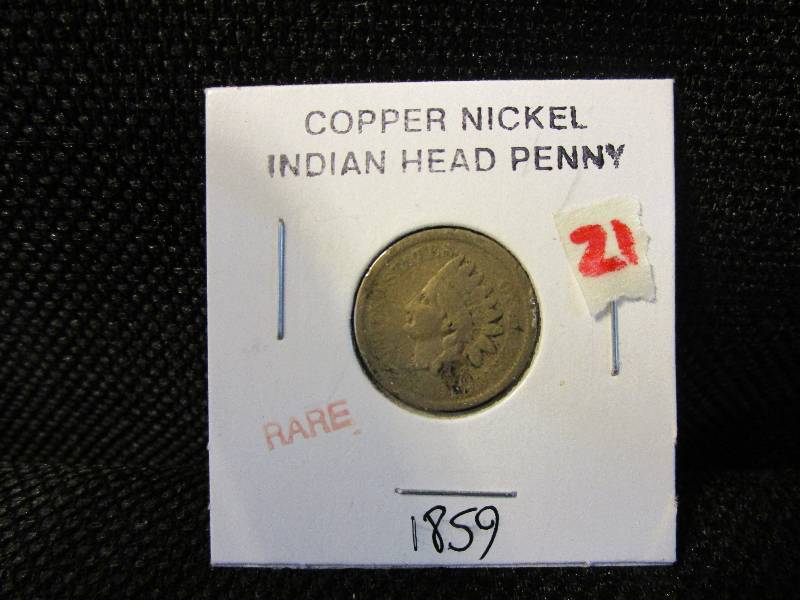 COPPER NICKEL
INDIAN HEAD PENNY
21
RARE
1859